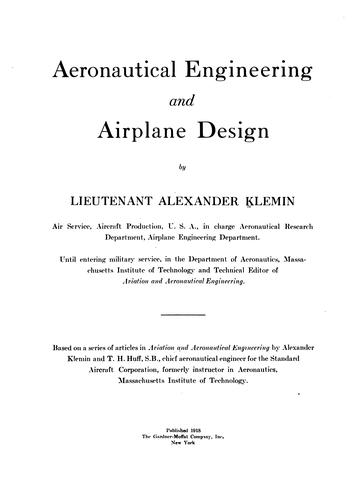 Aeronautical Engineering
and
Airplane Design
by
LIEUTENANT ALEXANDER KLEMIN
Air Service, Aircraft Production, U. S. A., in charge Aeronautical Research
Department, Airplane Engineering Department.
Until entering military service, in the Department of Aeronautics, Massa-
chusetts Institute of Technology and Technical Editor of
Aviation and Aeronautical Engineering.
Based on a series of articles in Aviation and Aeronautical Engineering by Alexander
Klemin and T. H. Huff, S.B., chief aeronautical engineer for the Standard
Aircraft Corporation, formerly instructor in Aeronautics,
Massachusetts Institute of Technology.
Published 1918
The Gardner-Moffat Company, Inc.
New York